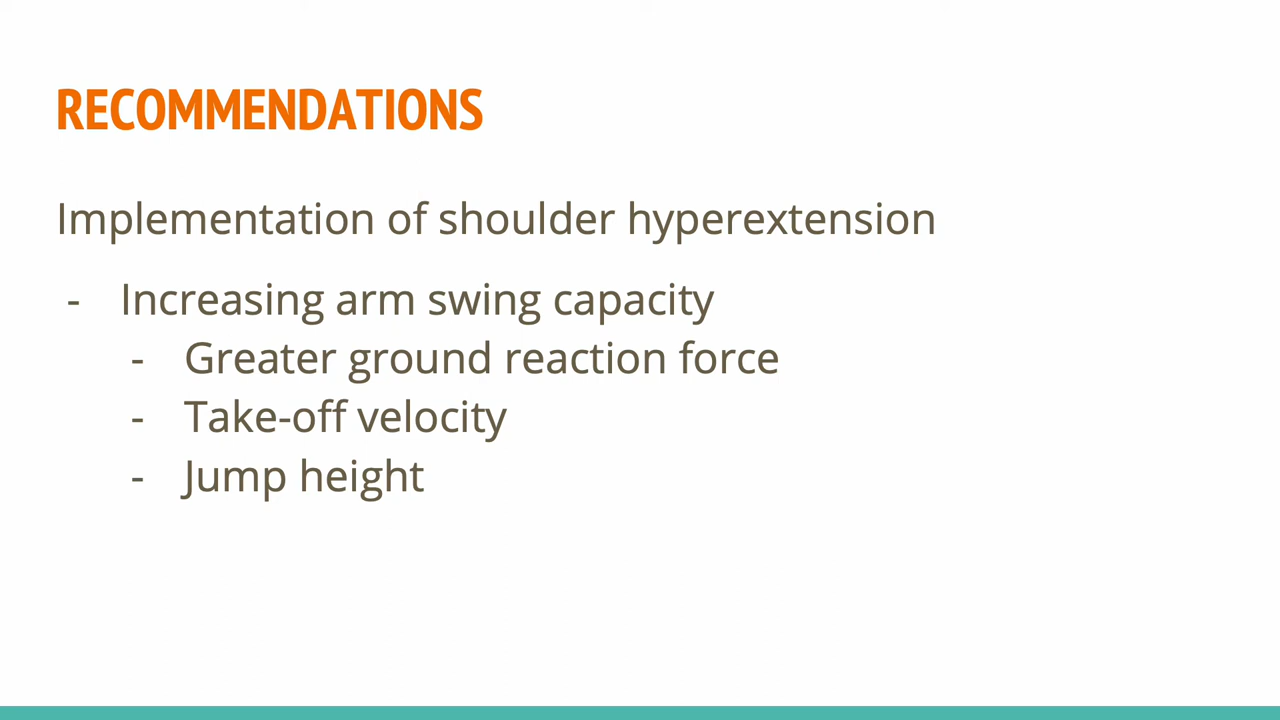 RECOMMENDATIONS
Implementation of shoulder hyperextension
- Increasing arm swing capacity
- Greater ground reaction force
- Take-off velocity
- Jump height